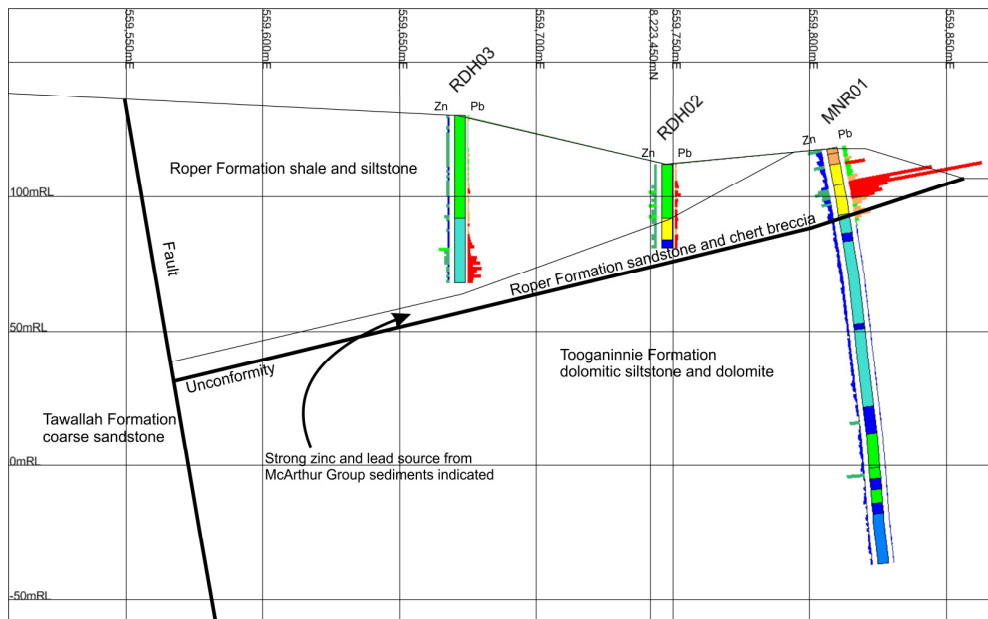 559,550mE
559,600mE
559,650mE
559,700mE
8,223,450mN
559,750mE
559,800mE
559,850mE
RDH03
RDH02
MNR01
Zn
Pb
Zn
Pb
Zn
Pb
Roper Formation shale and siltstone
100mRL
Fault
Roper Formation sandstone and chert breccia
50mRL
Unconformity
Tooganinnie Formation
dolomitic siltstone and dolomite
Tawallah Formation
coarse sandstone
Strong zinc and lead source from
McArthur Group sediments indicated
0mRL
-50mRL